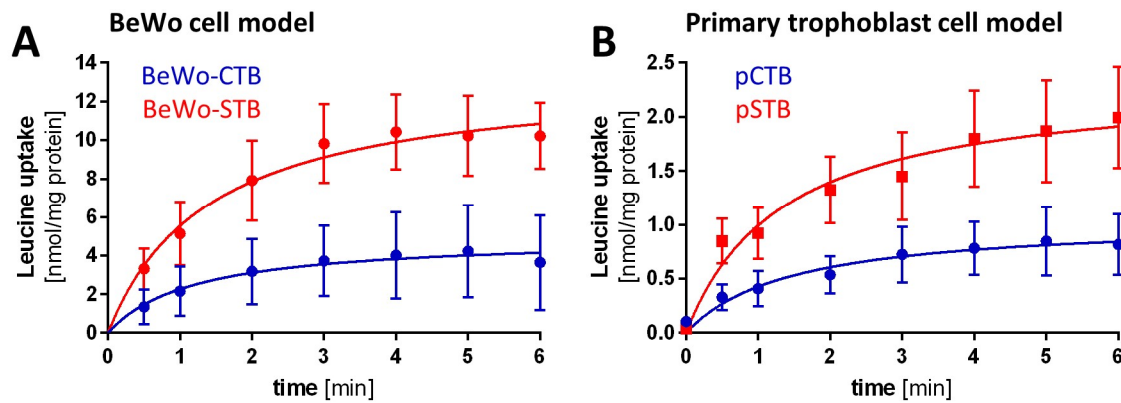 A
BeWo cell model
BeWo-CTB
BeWo-STB
Leucine uptake
[nmol/mg protein]
14
12
10
8
6
4
2
0
0 1 2 3 4 5 6
time [min]
B
Primary trophoblast cell model
pCTB
pSTB
Leucine uptake
[nmol/mg protein]
2.5
2.0
1.5
1.0
0.5
0.0
0 1 2 3 4 5 6
time [min]